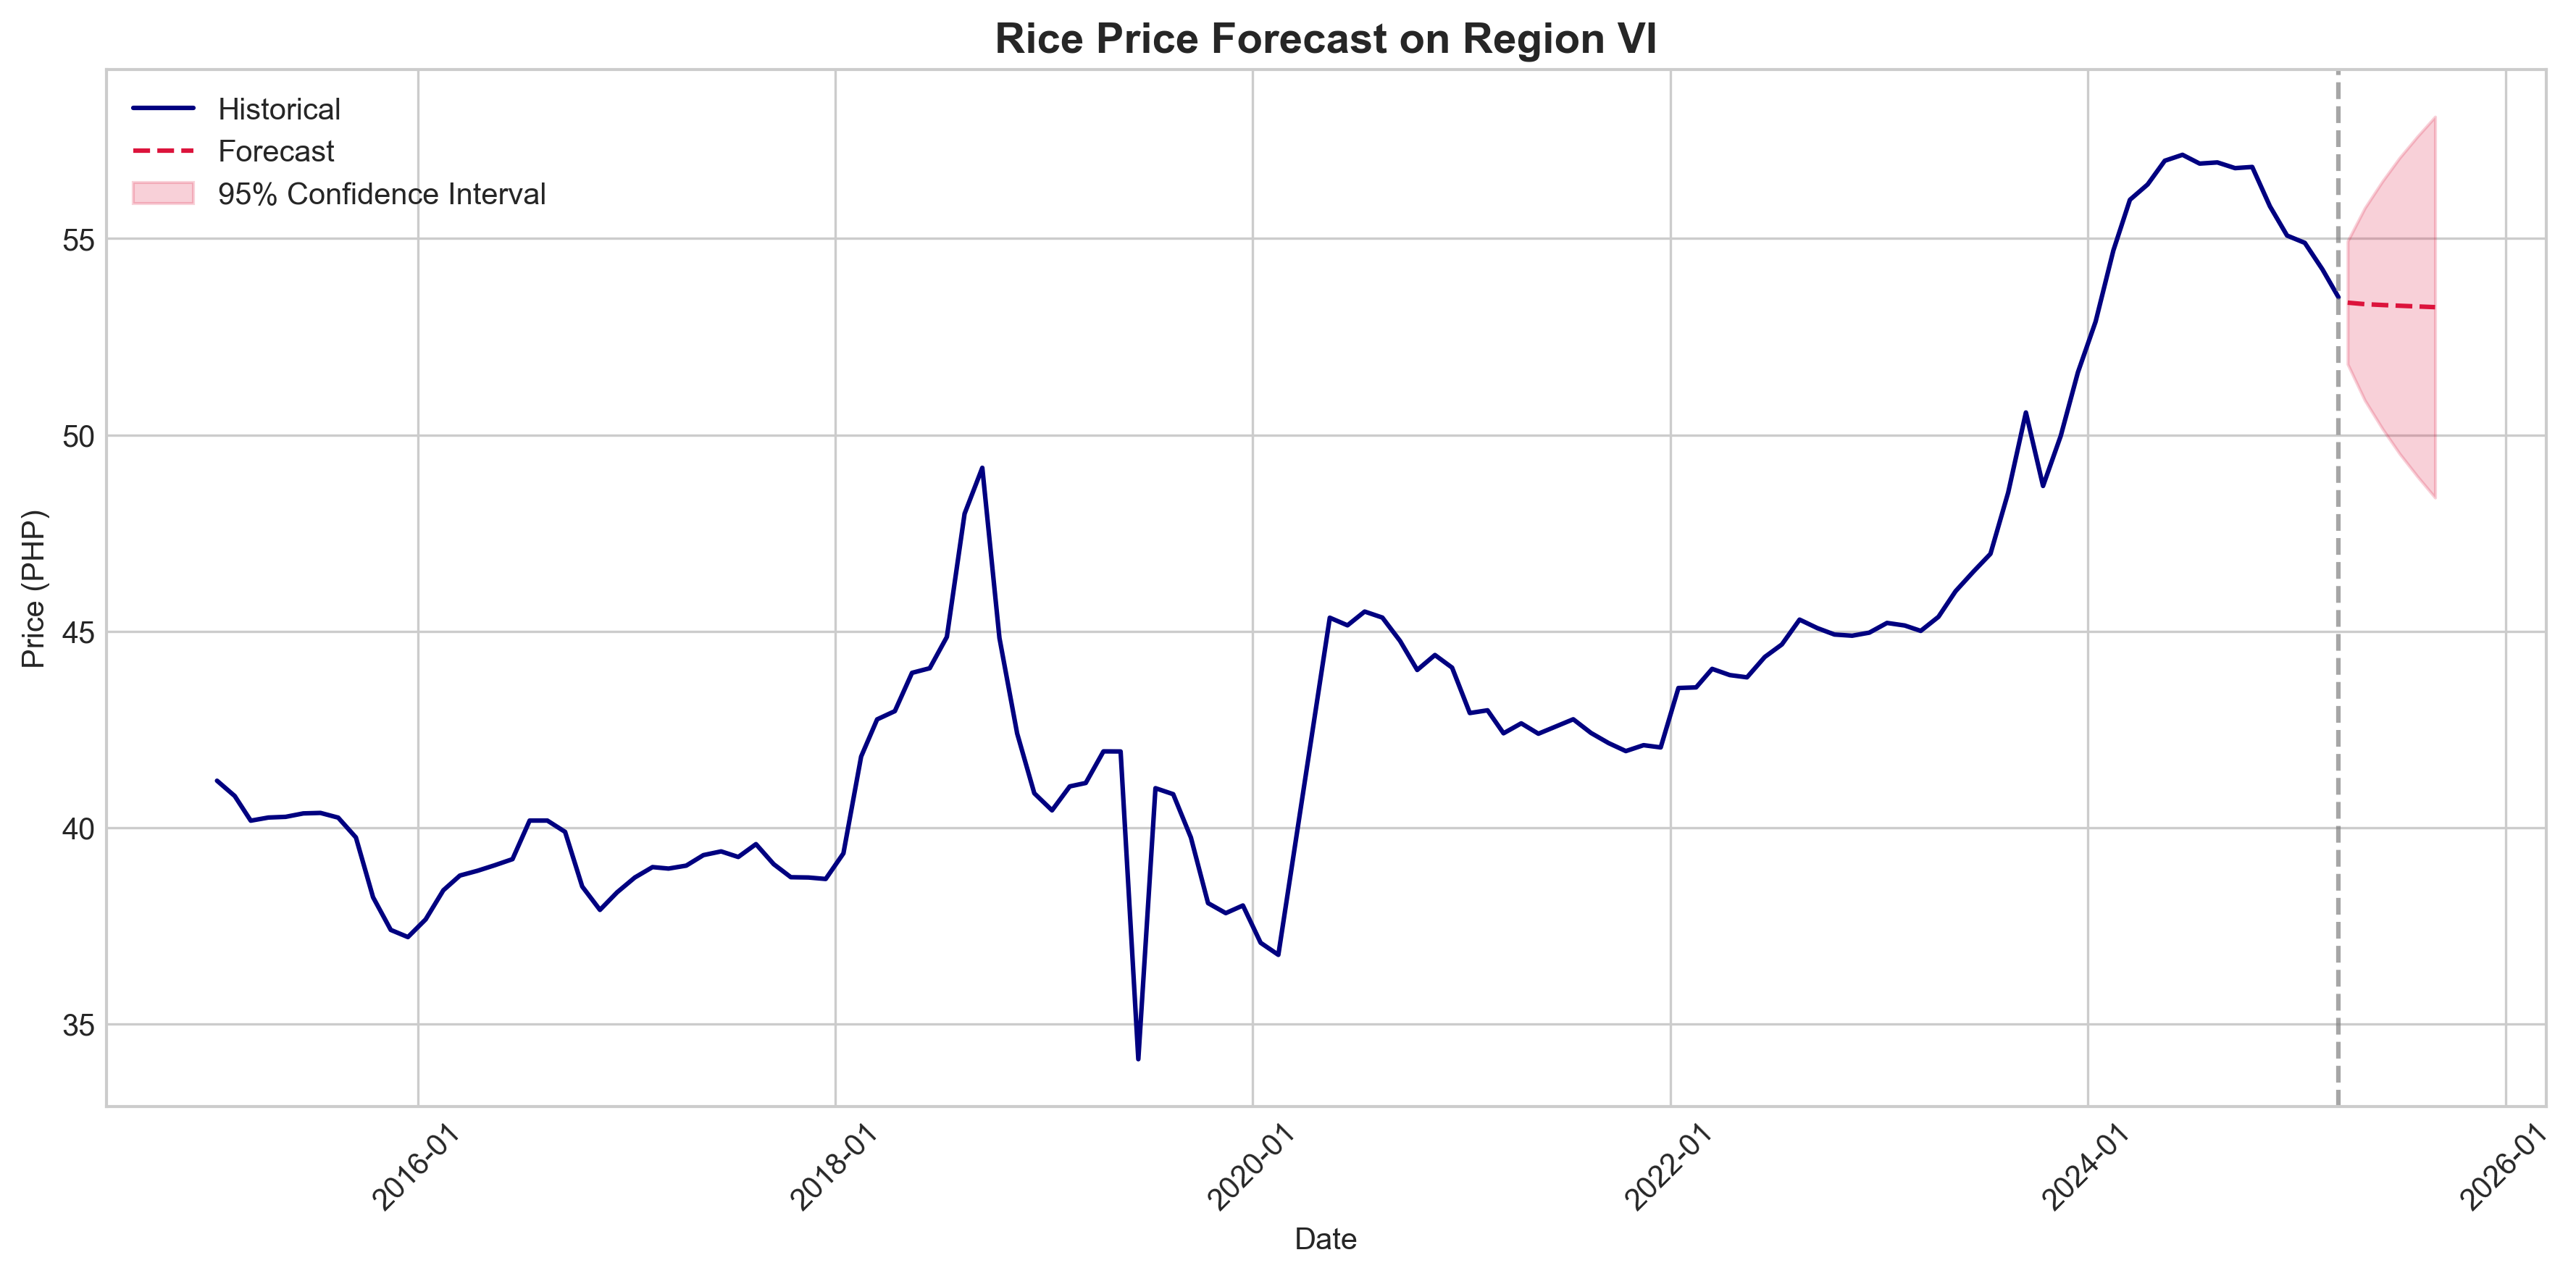 Rice Price Forecast on Region VI
Historical
Forecast
95% Confidence Interval
55
50
45
40
35
Price (PHP)
2016-01
2018-01
2020-01
2022-01
2024-01
2026-01
Date